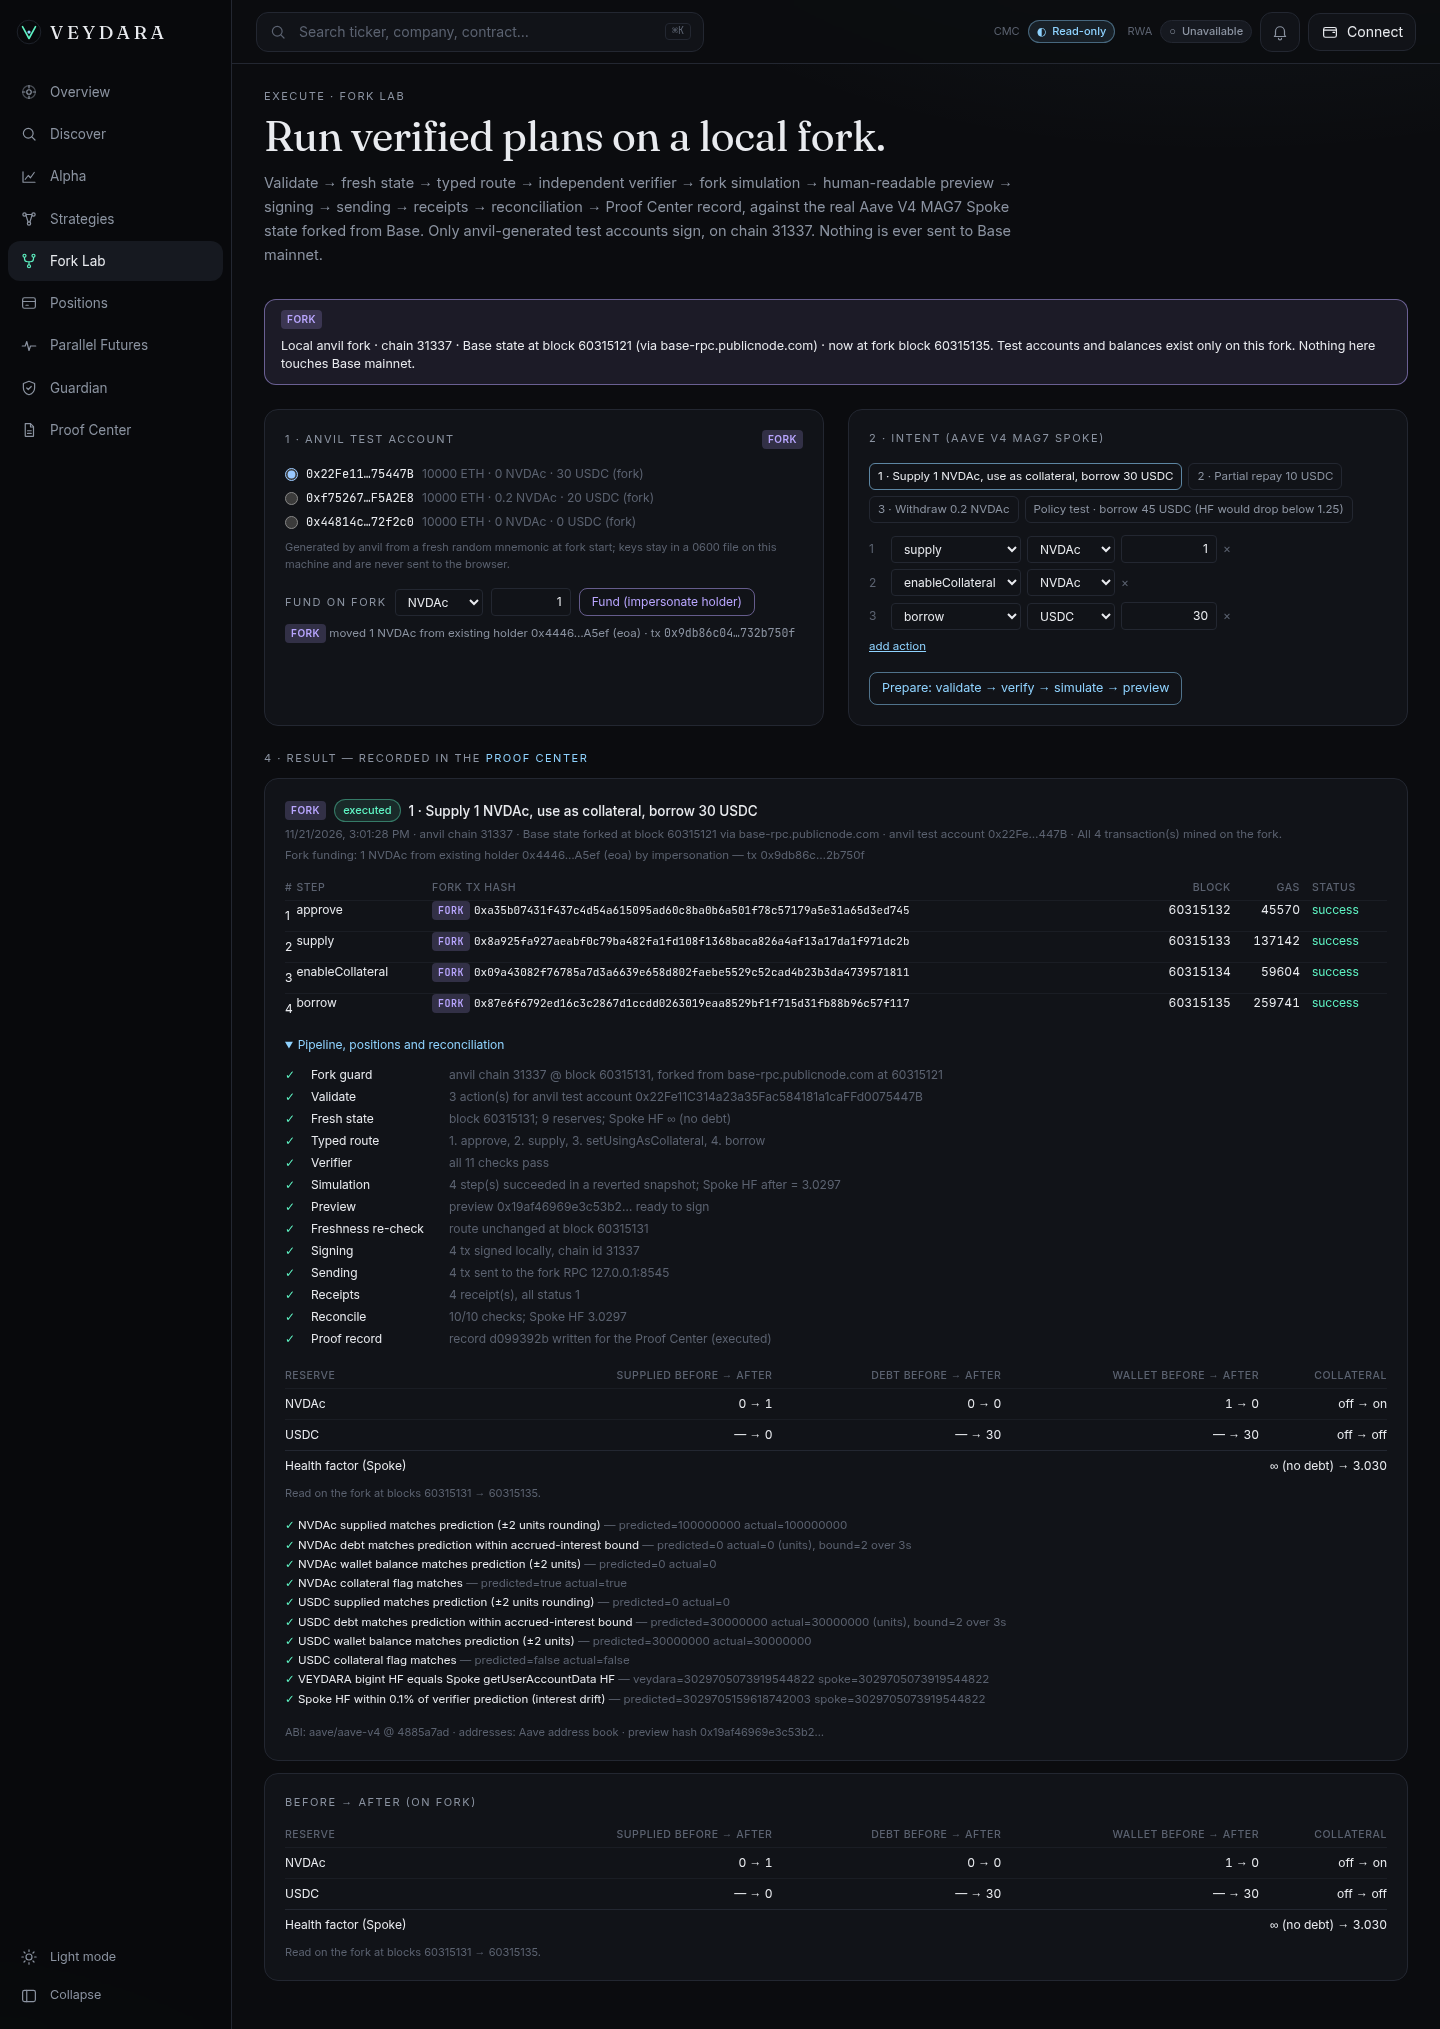 VEYDARA
Search ticker, company, contract...
⌘K
CMC
Read-only
RWA
Unavailable
Connect
Overview
Discover
Alpha
Strategies
Fork Lab
Positions
Parallel Futures
Guardian
Proof Center
Light mode
Collapse
EXECUTE · FORK LAB
Run verified plans on a local fork.
Validate → fresh state → typed route → independent verifier → fork simulation → human-readable preview →
signing → sending → receipts → reconciliation → Proof Center record, against the real Aave V4 MAG7 Spoke
state forked from Base. Only anvil-generated test accounts sign, on chain 31337. Nothing is ever sent to Base
mainnet.
FORK
Local anvil fork · chain 31337 · Base state at block 60315121 (via base-rpc.publicnode.com) · now at fork block 60315135. Test accounts and balances exist only on this fork. Nothing here
touches Base mainnet.
1 · ANVIL TEST ACCOUNT
FORK
0x22Fe11…75447B 10000 ETH · 0 NVDAc · 30 USDC (fork)
0xf75267…F5A2E8 10000 ETH · 0.2 NVDAc · 20 USDC (fork)
0x44814c…72f2c0 10000 ETH · 0 NVDAc · 0 USDC (fork)
Generated by anvil from a fresh random mnemonic at fork start; keys stay in a 0600 file on this
machine and are never sent to the browser.
FUND ON FORK NVDAc 1 Fund (impersonate holder)
FORK moved 1 NVDAc from existing holder 0x4446…A5ef (eoa) · tx 0x9db86c04…732b750f
2 · INTENT (AAVE V4 MAG7 SPOKE)
1 · Supply 1 NVDAc, use as collateral, borrow 30 USDC
2 · Partial repay 10 USDC
3 · Withdraw 0.2 NVDAc
Policy test · borrow 45 USDC (HF would drop below 1.25)
1 supply NVDAc 1 ×
2 enableCollateral NVDAc ×
3 borrow USDC 30 ×
add action
Prepare: validate → verify → simulate → preview
4 · RESULT — RECORDED IN THE PROOF CENTER
FORK executed 1 · Supply 1 NVDAc, use as collateral, borrow 30 USDC
11/21/2026, 3:01:28 PM · anvil chain 31337 · Base state forked at block 60315121 via base-rpc.publicnode.com · anvil test account 0x22Fe…447B · All 4 transaction(s) mined on the fork.
Fork funding: 1 NVDAc from existing holder 0x4446…A5ef (eoa) by impersonation — tx 0x9db86c…2b750f
# STEP FORK TX HASH BLOCK GAS STATUS
1 approve FORK 0xa35b07431f437c4d54a615095ad60c8ba0b6a501f78c57179a5e31a65d3ed745 60315132 45570 success
2 supply FORK 0x8a925fa927aeabf0c79ba482fa1fd108f1368baca826a4af13a17da1f971dc2b 60315133 137142 success
3 enableCollateral FORK 0x09a43082f76785a7d3a6639e658d802faebe5529c52cad4b23b3da4739571811 60315134 59604 success
4 borrow FORK 0x87e6f6792ed16c3c2867d1ccdd0263019eaa8529bf1f715d31fb88b96c57f117 60315135 259741 success
▼ Pipeline, positions and reconciliation
✓ Fork guard anvil chain 31337 @ block 60315131, forked from base-rpc.publicnode.com at 60315121
✓ Validate 3 action(s) for anvil test account 0x22Fe11C314a23a35Fac584181a1caFFd0075447B
✓ Fresh state block 60315131; 9 reserves; Spoke HF ∞ (no debt)
✓ Typed route 1. approve, 2. supply, 3. setUsingAsCollateral, 4. borrow
✓ Verifier all 11 checks pass
✓ Simulation 4 step(s) succeeded in a reverted snapshot; Spoke HF after = 3.0297
✓ Preview preview 0x19af46969e3c53b2… ready to sign
✓ Freshness re-check route unchanged at block 60315131
✓ Signing 4 tx signed locally, chain id 31337
✓ Sending 4 tx sent to the fork RPC 127.0.0.1:8545
✓ Receipts 4 receipt(s), all status 1
✓ Reconcile 10/10 checks; Spoke HF 3.0297
✓ Proof record record d099392b written for the Proof Center (executed)
RESERVE SUPPLIED BEFORE → AFTER DEBT BEFORE → AFTER WALLET BEFORE → AFTER COLLATERAL
NVDAc 0 → 1 0 → 0 1 → 0 off → on
USDC — → 0 — → 30 — → 30 off → off
Health factor (Spoke) ∞ (no debt) → 3.030
Read on the fork at blocks 60315131 → 60315135.
✓ NVDAc supplied matches prediction (±2 units rounding) — predicted=100000000 actual=100000000
✓ NVDAc debt matches prediction within accrued-interest bound — predicted=0 actual=0 (units), bound=2 over 3s
✓ NVDAc wallet balance matches prediction (±2 units) — predicted=0 actual=0
✓ NVDAc collateral flag matches — predicted=true actual=true
✓ USDC supplied matches prediction (±2 units rounding) — predicted=0 actual=0
✓ USDC debt matches prediction within accrued-interest bound — predicted=30000000 actual=30000000 (units), bound=2 over 3s
✓ USDC wallet balance matches prediction (±2 units) — predicted=30000000 actual=30000000
✓ USDC collateral flag matches — predicted=false actual=false
✓ VEYDARA bigint HF equals Spoke getUserAccountData HF — veydara=3029705073919544822 spoke=3029705073919544822
✓ Spoke HF within 0.1% of verifier prediction (interest drift) — predicted=3029705159618742003 spoke=3029705073919544822
ABI: aave/aave-v4 @ 4885a7ad · addresses: Aave address book · preview hash 0x19af46969e3c53b2…
BEFORE → AFTER (ON FORK)
RESERVE SUPPLIED BEFORE → AFTER DEBT BEFORE → AFTER WALLET BEFORE → AFTER COLLATERAL
NVDAc 0 → 1 0 → 0 1 → 0 off → on
USDC — → 0 — → 30 — → 30 off → off
Health factor (Spoke) ∞ (no debt) → 3.030
Read on the fork at blocks 60315131 → 60315135.